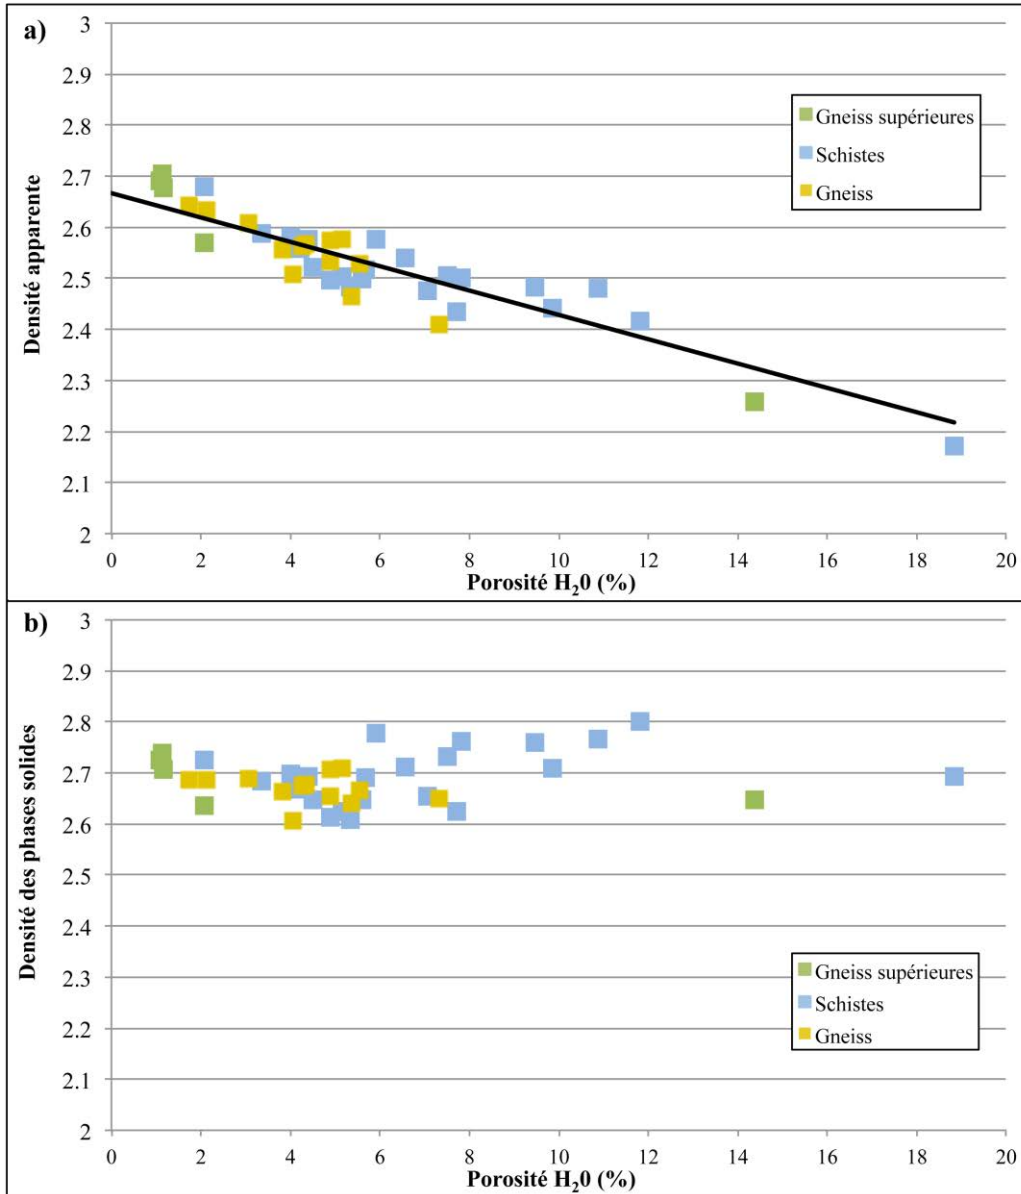 a)
3
2.9
2.8
2.7
2.6
2.5
2.4
2.3
2.2
2.1
2
Densité apparente
Gneiss supérieures
Schistes
Gneiss
0 2 4 6 8 10 12 14 16 18 20
Porosité H₂0 (%)
b)
3
2.9
2.8
2.7
2.6
2.5
2.4
2.3
2.2
2.1
2
Densité des phases solides
Gneiss supérieures
Schistes
Gneiss
0 2 4 6 8 10 12 14 16 18 20
Porosité H₂0 (%)